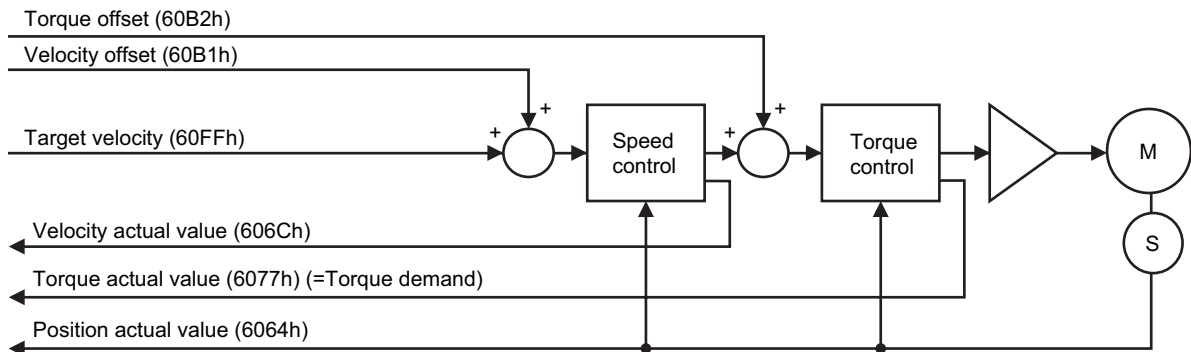 Torque offset (60B2h)
Velocity offset (60B1h)
+
+
Target velocity (60FFh)
+
+
Speed
control
Torque
control
M
Velocity actual value (606Ch)
S
Torque actual value (6077h) (=Torque demand)
Position actual value (6064h)